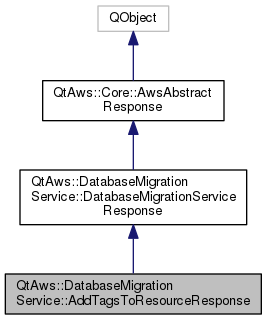 QObject
QtAws::Core::AwsAbstract
Response
QtAws::DatabaseMigration
Service::DatabaseMigrationService
Response
QtAws::DatabaseMigration
Service::AddTagsToResourceResponse